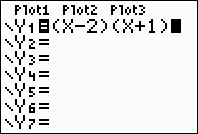 Plot1 Plot2 Plot3
\Y1=(X-2)(X+1)
\Y2=
\Y3=
\Y4=
\Y5=
\Y6=
\Y7=